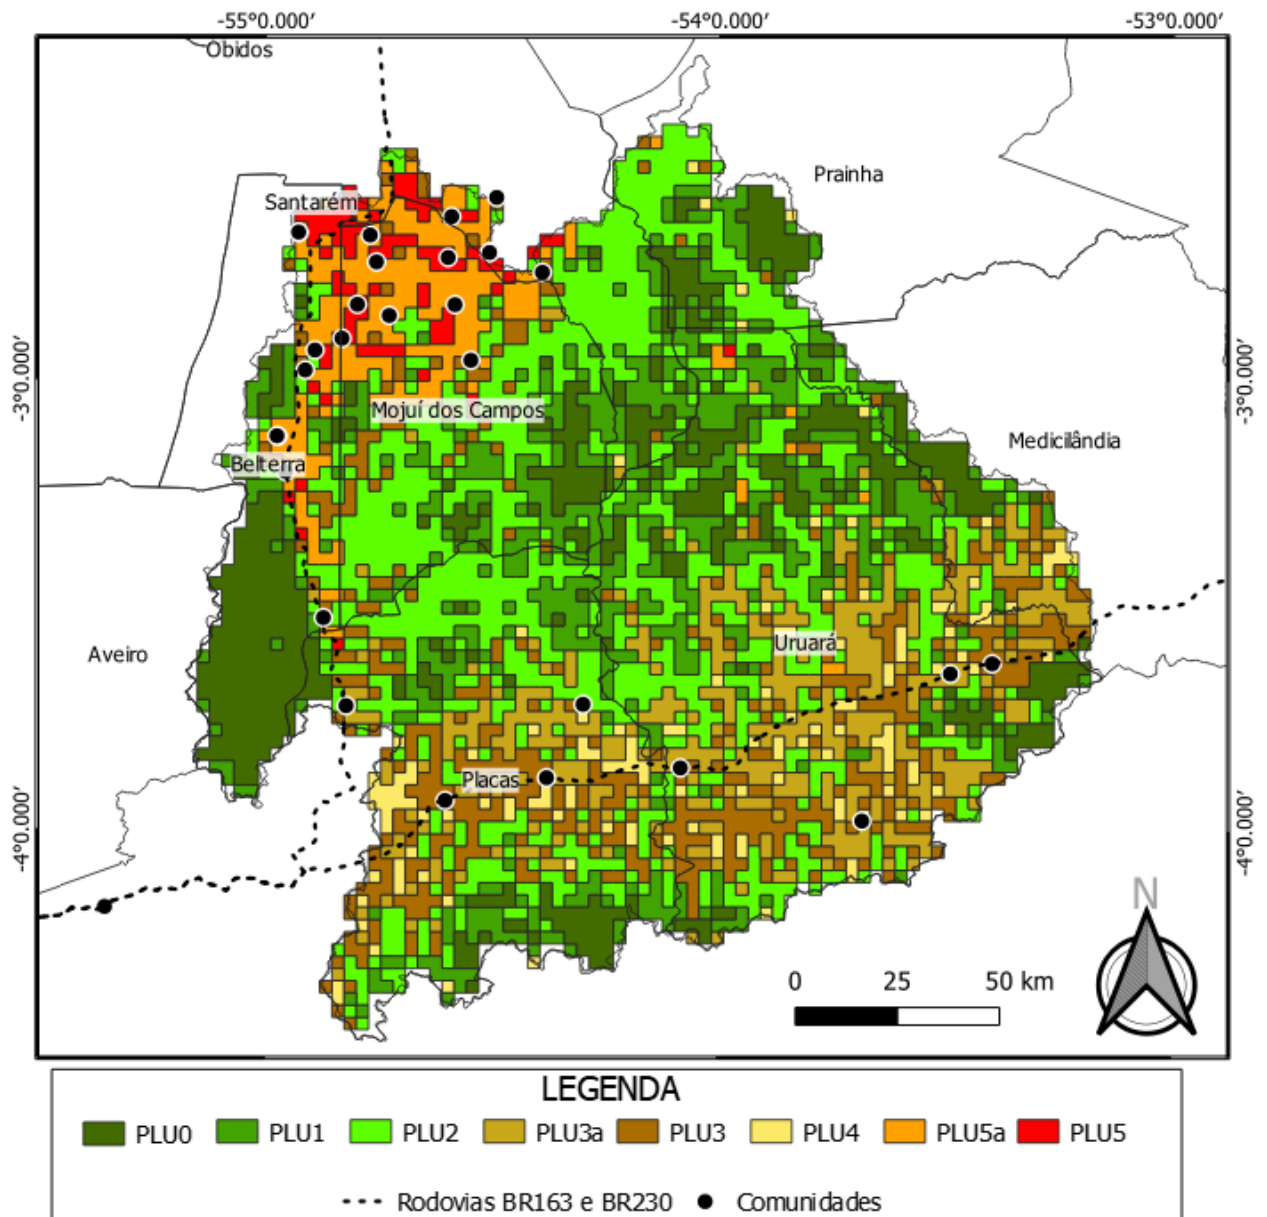 -55°0.000′ -54°0.000′ -53°0.000′
Óbidos
Prainha
Santarém
-3°0.000′ -3°0.000′
Mojuí dos Campos
Medicilândia
Belterra
Aveiro
Uruará
Placas
-4°0.000′ -4°0.000′
N
0 25 50 km
LEGENDA
PLU0 PLU1 PLU2 PLU3a PLU3 PLU4 PLU5a PLU5
Rodovias BR163 e BR230 Comunidades